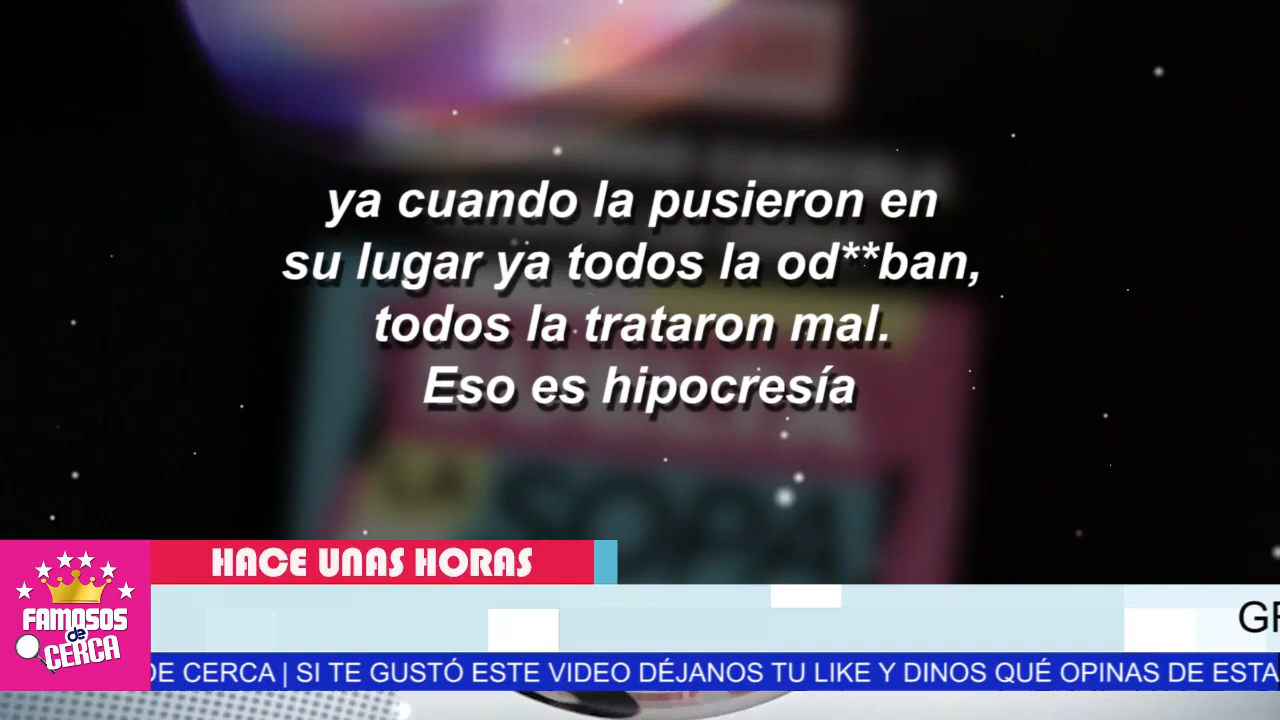 ya cuando la pusieron en
su lugar ya todos la od**ban,
todos la trataron mal.
Eso es hipocresía
HACE UNAS HORAS
FAMOSOS
de
CERCA
DE CERCA | SI TE GUSTÓ ESTE VIDEO DÉJANOS TU LIKE Y DINOS QUÉ OPINAS DE ESTA